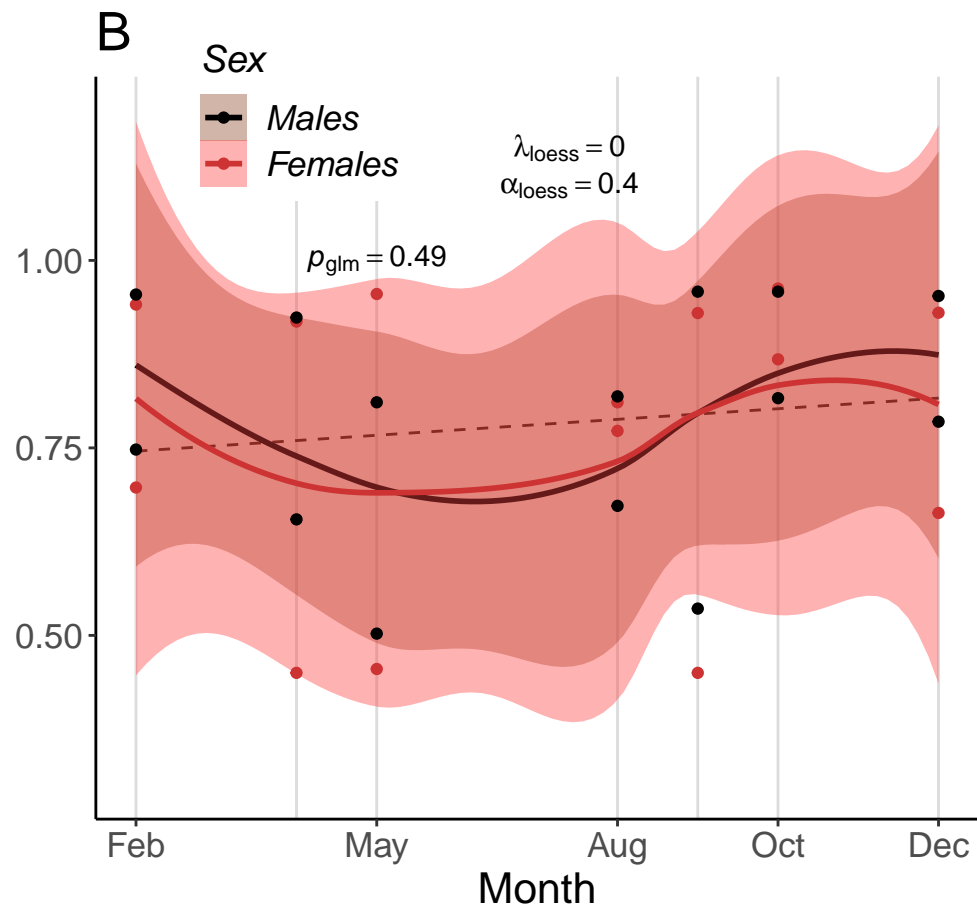 B
Sex
Males
Females
λloess = 0
αloess = 0.4
pglm = 0.49
1.00
0.75
0.50
Feb May Aug Oct Dec
Month